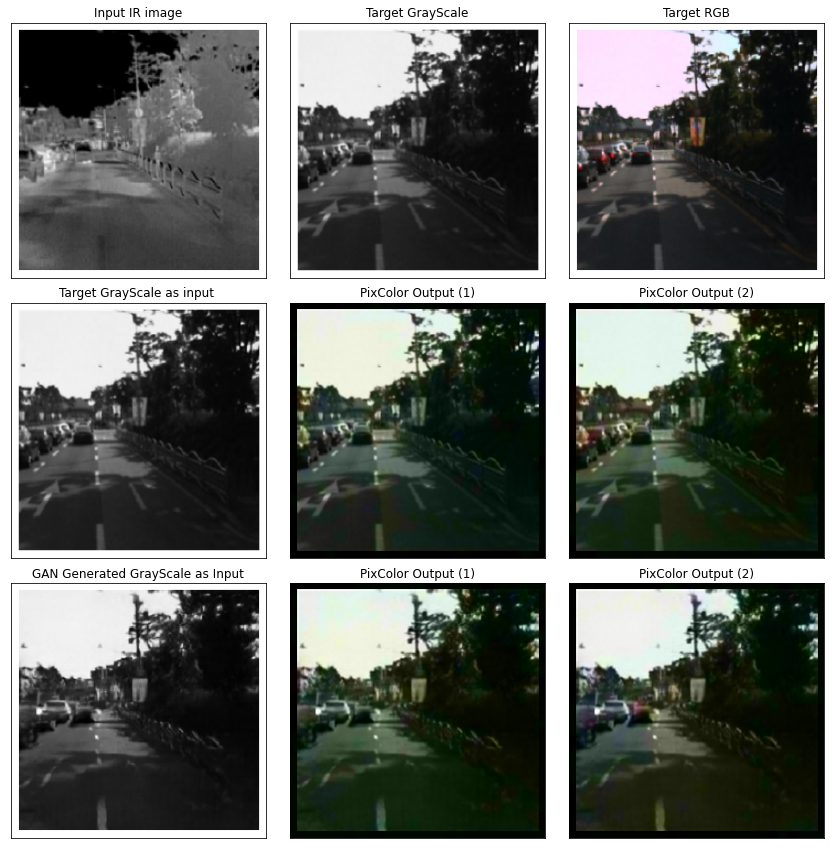 Input IR image
Target GrayScale
Target RGB
Target GrayScale as input
PixColor Output (1)
PixColor Output (2)
GAN Generated GrayScale as Input
PixColor Output (1)
PixColor Output (2)